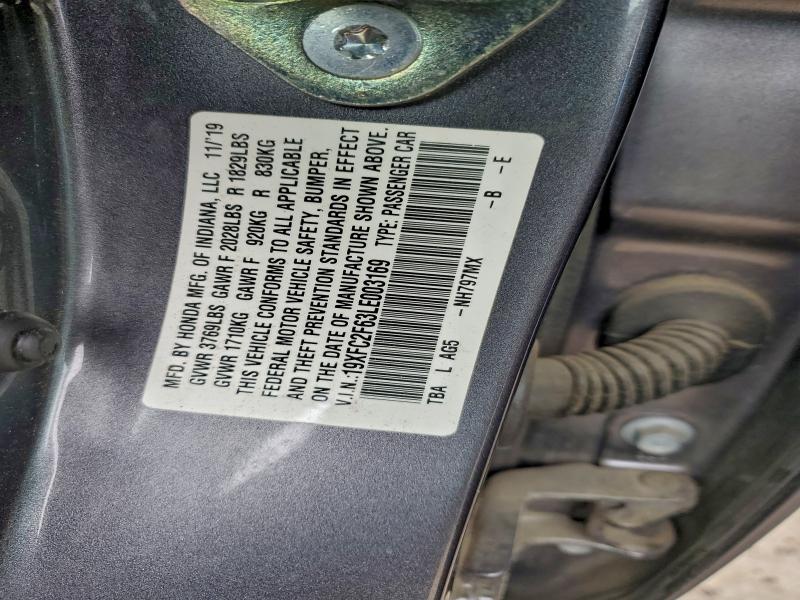 MFD. BY HONDA MFG. OF INDIANA, LLC 11/'19
GVWR 3769LBS GAWR F 2028LBS R 1829LBS
GVWR 1710KG GAWR F 920KG R 830KG
THIS VEHICLE CONFORMS TO ALL APPLICABLE
FEDERAL MOTOR VEHICLE SAFETY, BUMPER,
AND THEFT PREVENTION STANDARDS IN EFFECT
ON THE DATE OF MANUFACTURE SHOWN ABOVE.
V.I.N.:19XFC2F63LE003169 TYPE: PASSENGER CAR
TBA L AG5 -NH797MX -B -E